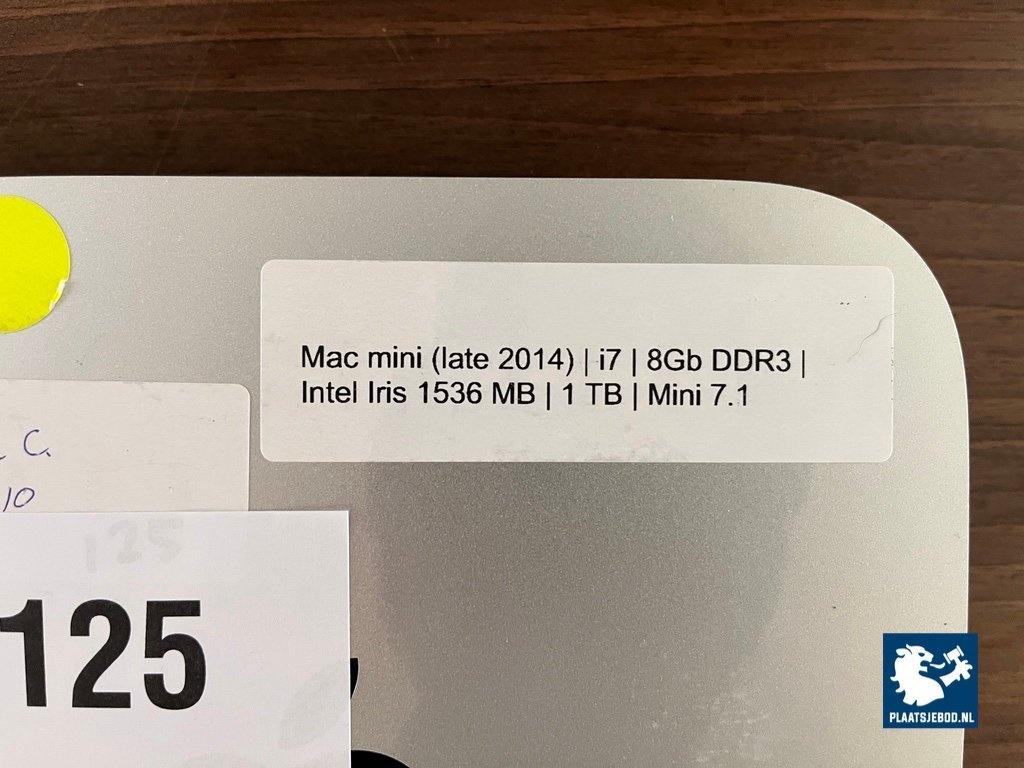 Mac mini (late 2014) | i7 | 8Gb DDR3 |
Intel Iris 1536 MB | 1 TB | Mini 7.1
C.
10
125
125
PLAATSJEBOD.NL